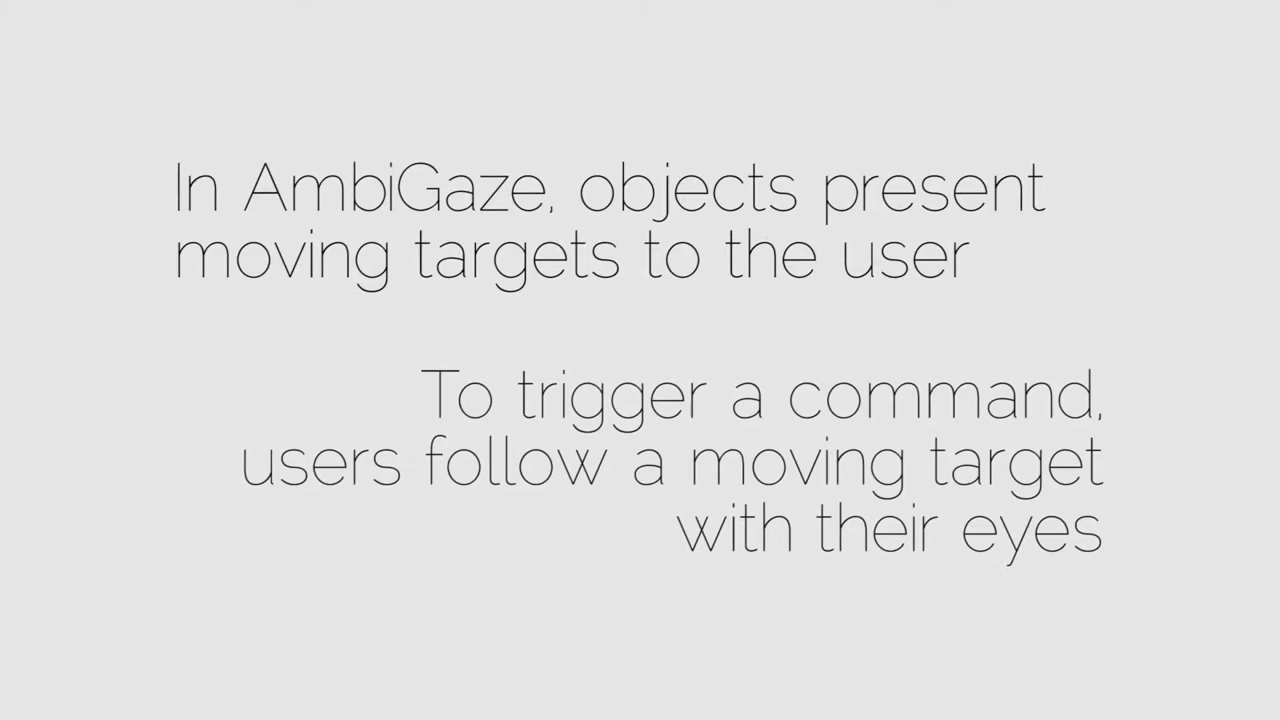 In AmbiGaze, objects present
moving targets to the user
To trigger a command,
users follow a moving target
with their eyes